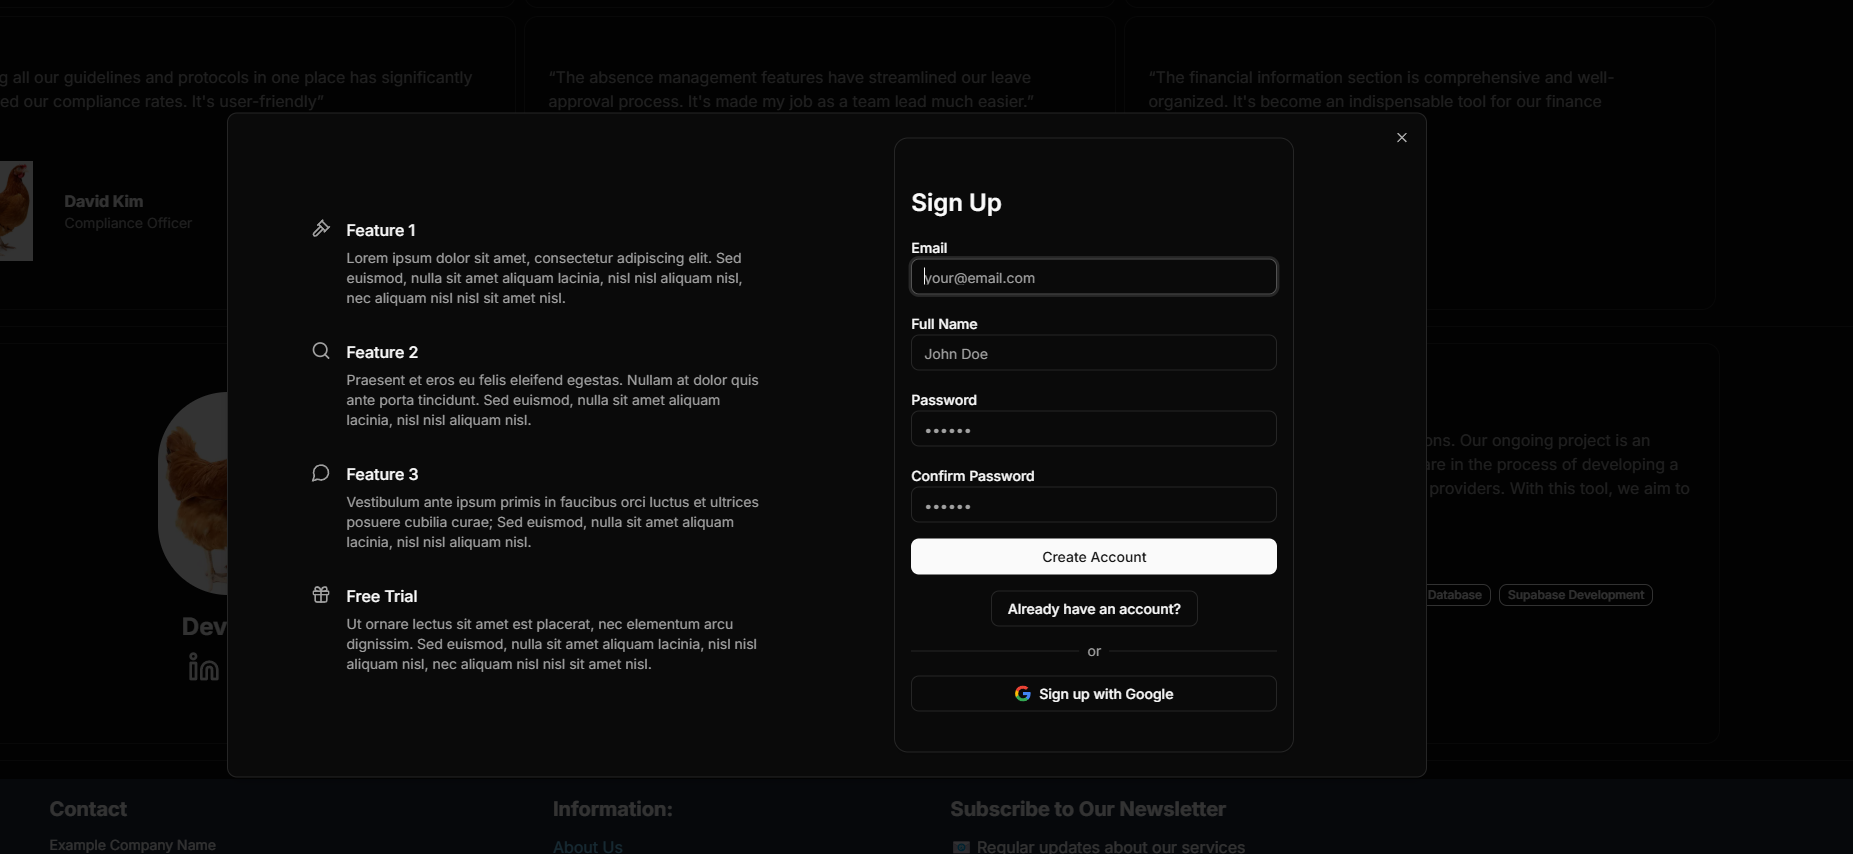 g all our guidelines and protocols in one place has significantly
ed our compliance rates. It's user-friendly”
“The absence management features have streamlined our leave
approval process. It's made my job as a team lead much easier.”
“The financial information section is comprehensive and well-
organized. It's become an indispensable tool for our finance
David Kim
Compliance Officer
Feature 1
Lorem ipsum dolor sit amet, consectetur adipiscing elit. Sed
euismod, nulla sit amet aliquam lacinia, nisl nisl aliquam nisl,
nec aliquam nisl nisl sit amet nisl.
Feature 2
Praesent et eros eu felis eleifend egestas. Nullam at dolor quis
ante porta tincidunt. Sed euismod, nulla sit amet aliquam
lacinia, nisl nisl aliquam nisl.
Feature 3
Vestibulum ante ipsum primis in faucibus orci luctus et ultrices
posuere cubilia curae; Sed euismod, nulla sit amet aliquam
lacinia, nisl nisl aliquam nisl.
Free Trial
Ut ornare lectus sit amet est placerat, nec elementum arcu
dignissim. Sed euismod, nulla sit amet aliquam lacinia, nisl nisl
aliquam nisl, nec aliquam nisl nisl sit amet nisl.
Sign Up
Email
your@email.com
Full Name
John Doe
Password
••••••
Confirm Password
••••••
Create Account
Already have an account?
or
Sign up with Google
Dev
in
ons. Our ongoing project is an
are in the process of developing a
providers. With this tool, we aim to
Database
Supabase Development
Contact
Example Company Name
Information:
About Us
Subscribe to Our Newsletter
Regular updates about our services